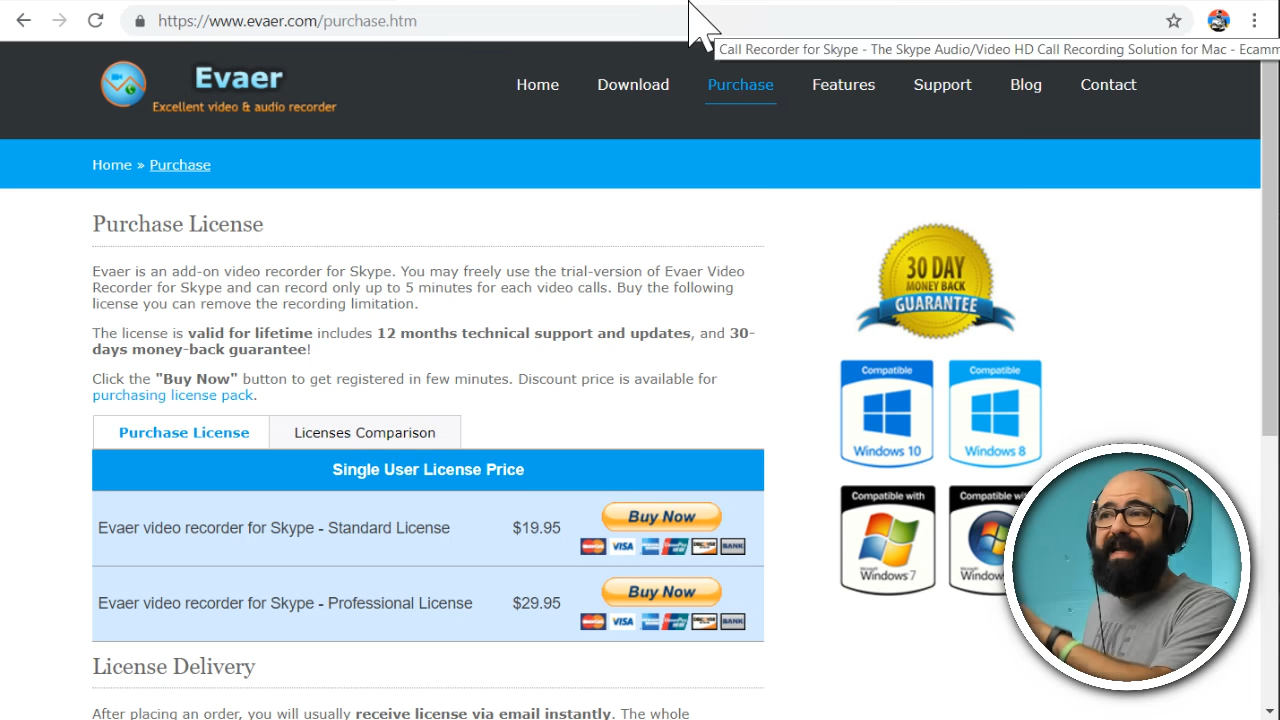 https://www.evaer.com/purchase.htm
Call Recorder for Skype - The Skype Audio/Video HD Call Recording Solution for Mac - Ecamm
Evaer
Excellent video & audio recorder
Home Download Purchase Features Support Blog Contact
Home » Purchase
Purchase License
Evaer is an add-on video recorder for Skype. You may freely use the trial-version of Evaer Video
Recorder for Skype and can record only up to 5 minutes for each video calls. Buy the following
license you can remove the recording limitation.
The license is valid for lifetime includes 12 months technical support and updates, and 30-
days money-back guarantee!
Click the "Buy Now" button to get registered in few minutes. Discount price is available for
purchasing license pack.
Purchase License Licenses Comparison
Single User License Price
Evaer video recorder for Skype - Standard License $19.95 Buy Now
VISA DISCOVER BANK
Evaer video recorder for Skype - Professional License $29.95 Buy Now
VISA DISCOVER BANK
License Delivery
After placing an order, you will usually receive license via email instantly. The whole
30 DAY
MONEY BACK
GUARANTEE
Compatible
Windows 10
Compatible
Windows 8
Compatible with
Microsoft
Windows 7
Compatible